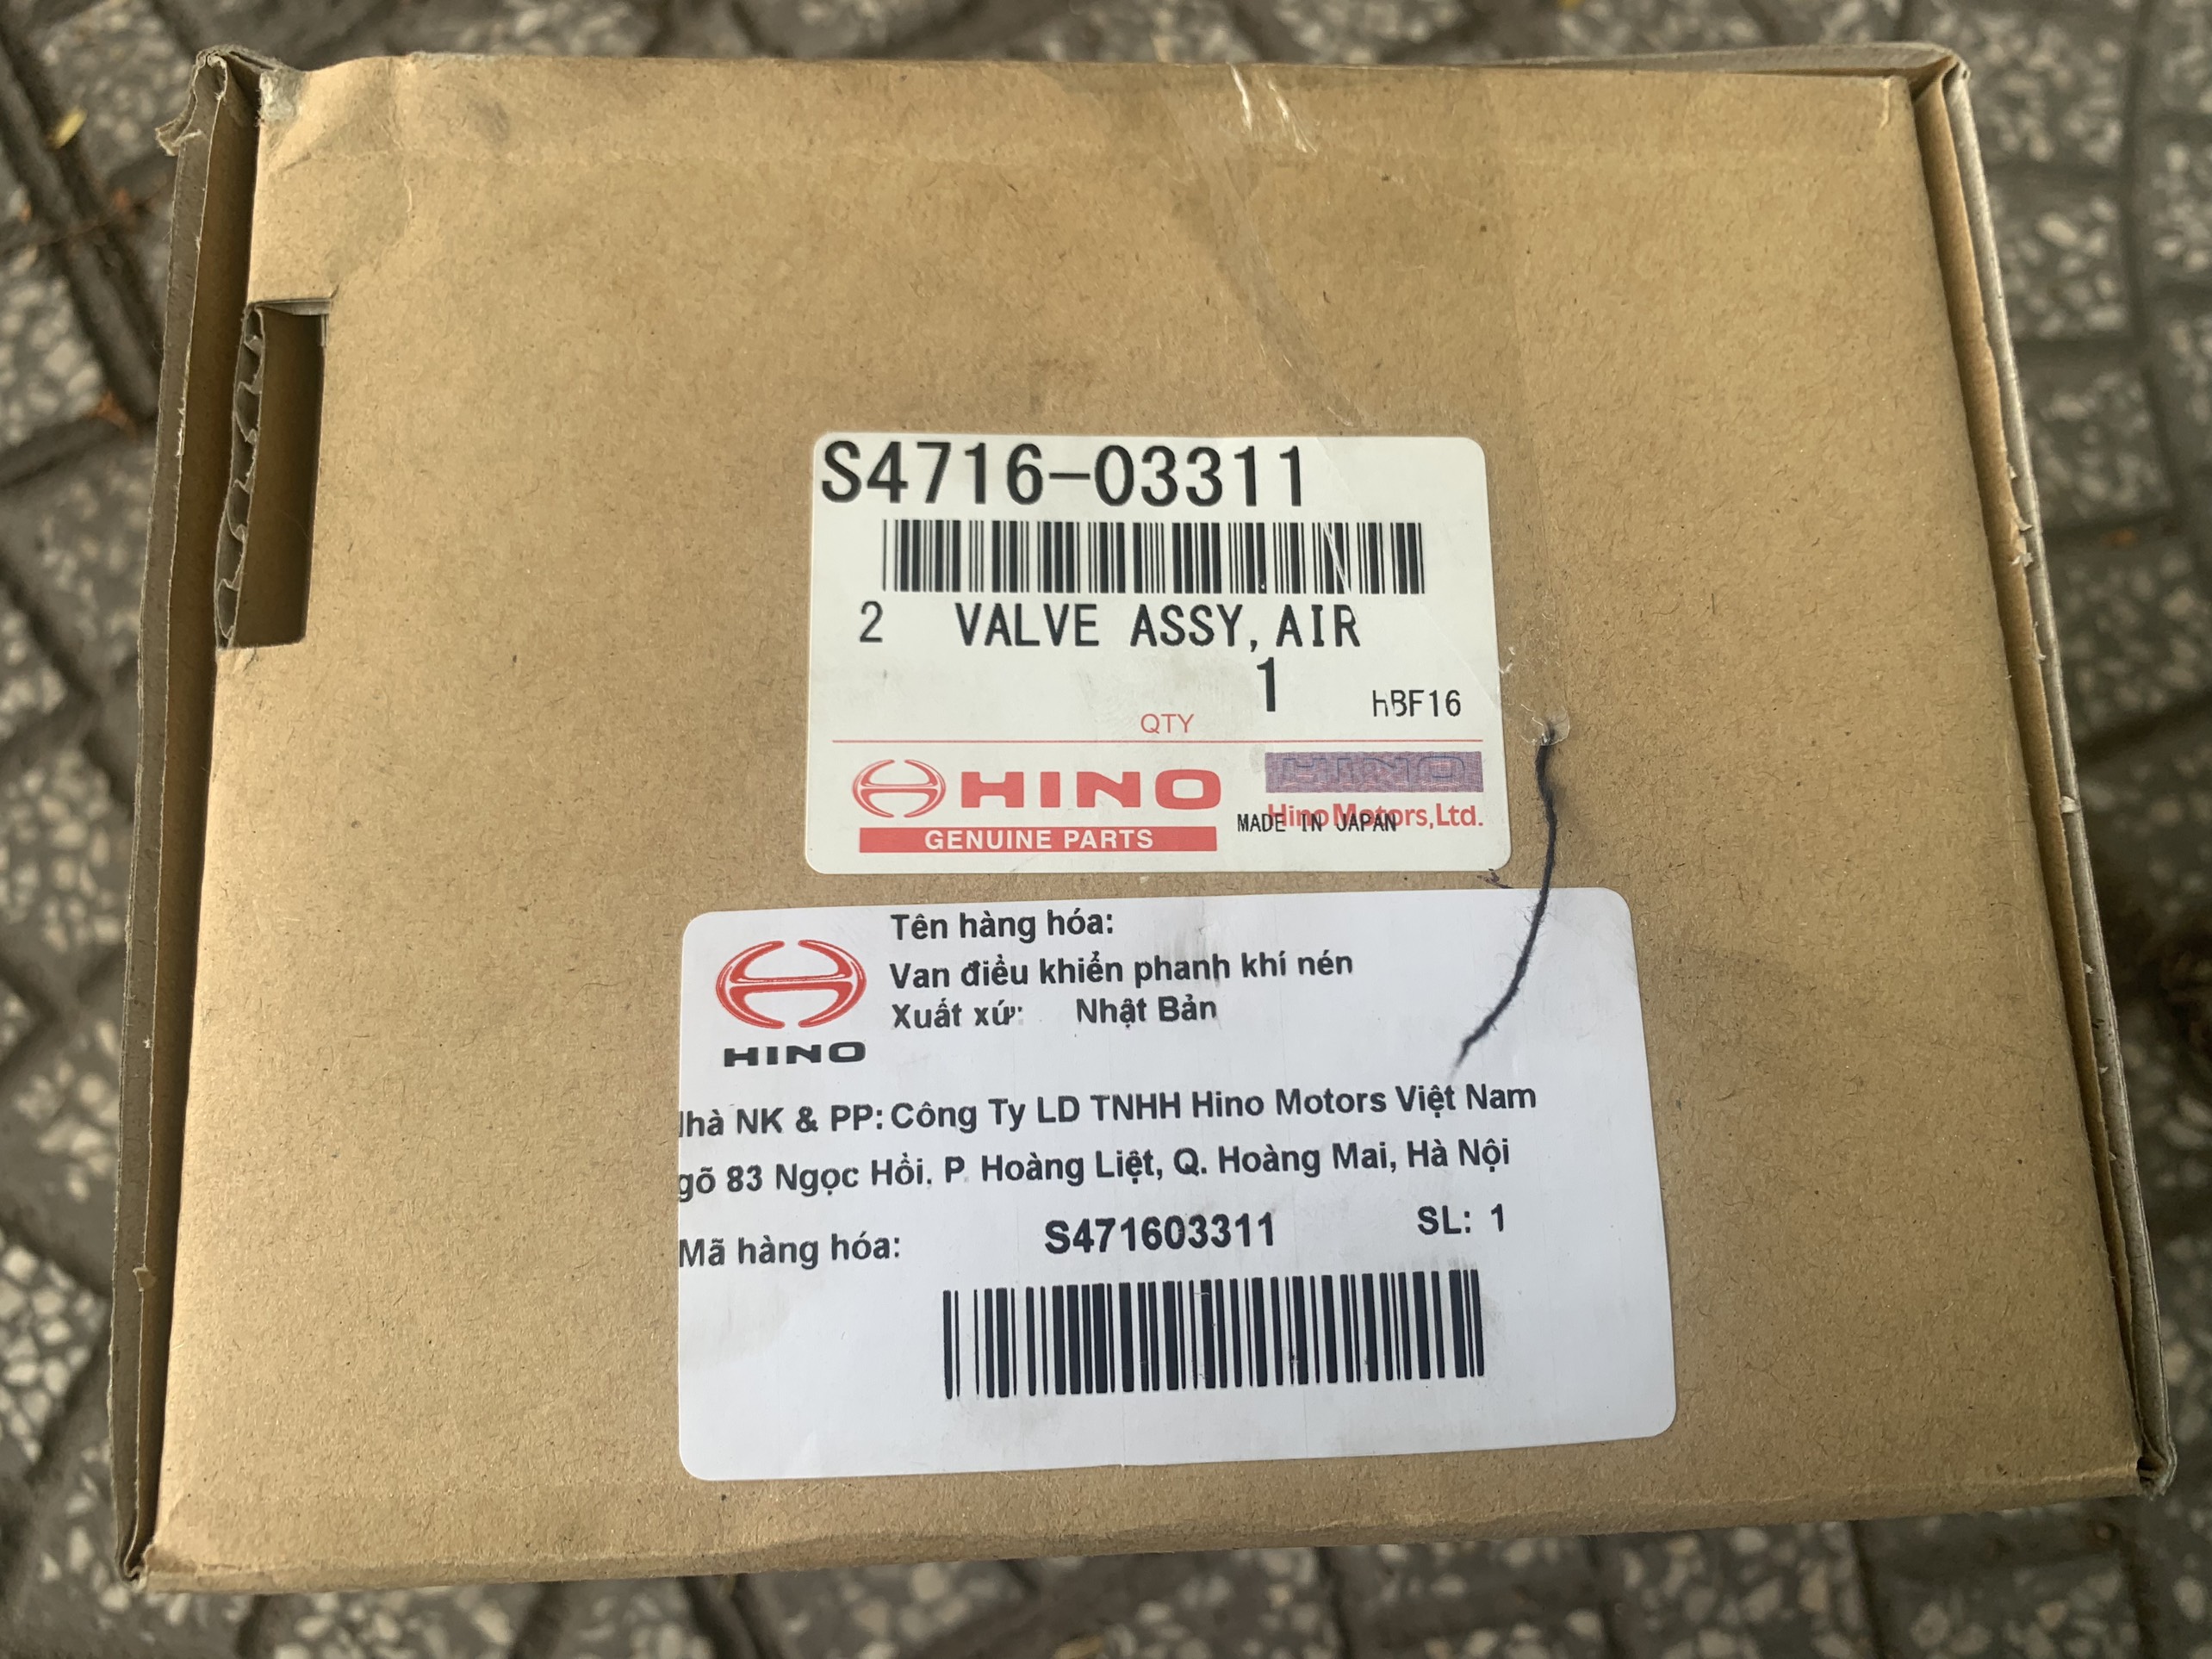 S4716-03311
2 VALVE ASSY, AIR
1
QTY
hBF16
HINO
GENUINE PARTS
HINO
Hino Motors, Ltd.
MADE IN JAPAN
HINO
Tên hàng hóa:
Van điều khiển phanh khí nén
Xuất xứ: Nhật Bản
hà NK & PP: Công Ty LD TNHH Hino Motors Việt Nam
gõ 83 Ngọc Hồi. P. Hoàng Liệt, Q. Hoàng Mai, Hà Nội
Mã hàng hóa: S471603311 SL: 1